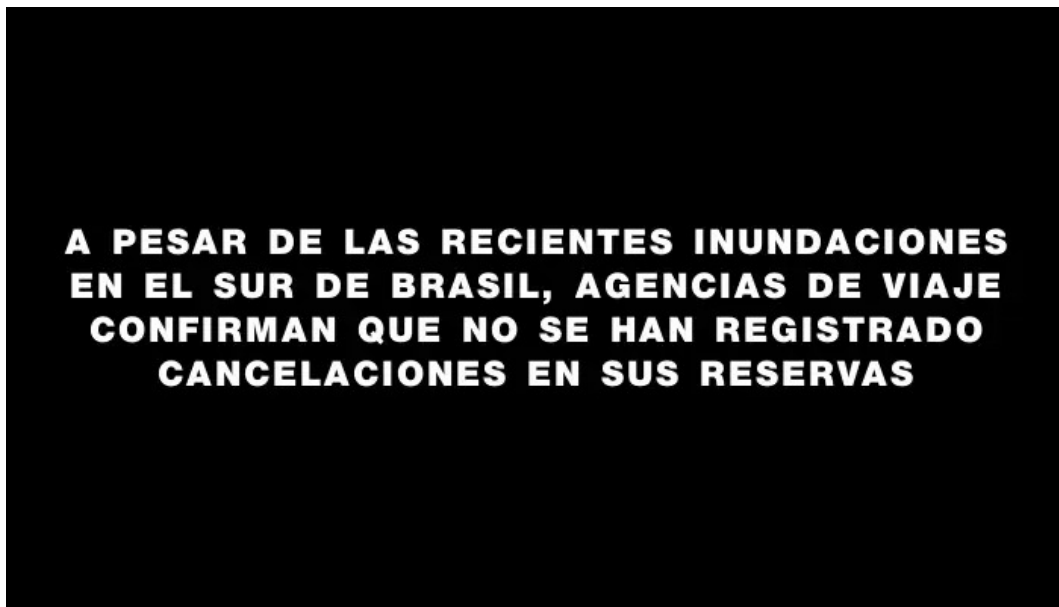 A PESAR DE LAS RECIENTES INUNDACIONES
EN EL SUR DE BRASIL, AGENCIAS DE VIAJE
CONFIRMAN QUE NO SE HAN REGISTRADO
CANCELACIONES EN SUS RESERVAS